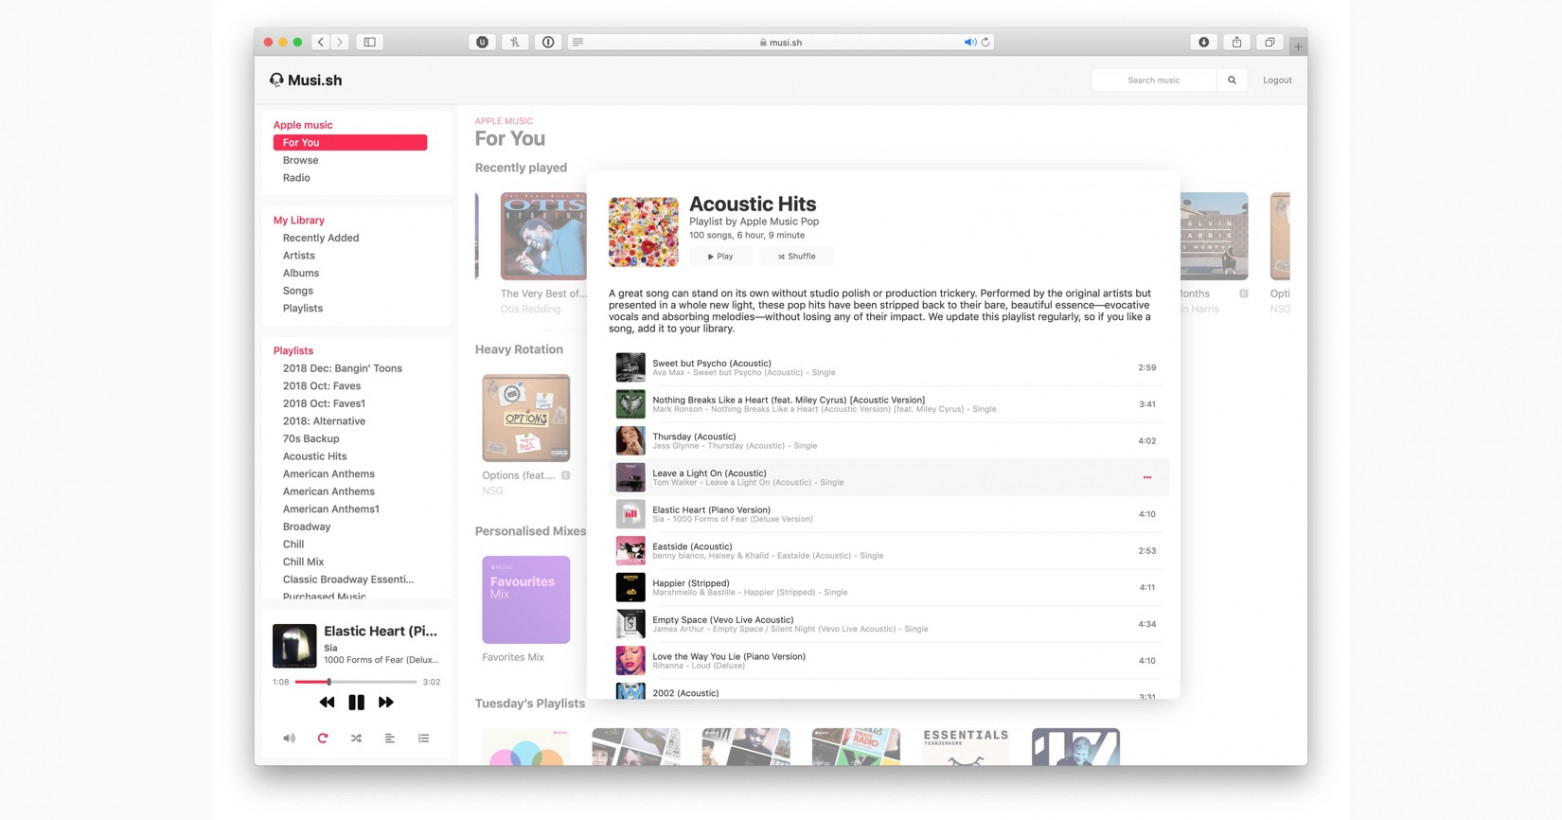 musi.sh
Musi.sh
Search music
Logout
Apple music
For You
Browse
Radio
My Library
Recently Added
Artists
Albums
Songs
Playlists
Playlists
2018 Dec: Bangin' Toons
2018 Oct: Faves
2018 Oct: Faves1
2018: Alternative
70s Backup
Acoustic Hits
American Anthems
American Anthems
American Anthems1
Broadway
Chill
Chill Mix
Classic Broadway Essenti...
Purchased Music
Elastic Heart (Pi...
Sia
1000 Forms of Fear (Delux...
1:08
3:02
APPLE MUSIC
For You
Recently played
OTIS
REDDING
The Very Best of...
Otis Redding
Heavy Rotation
OPTIONS
Options (feat.... E
NSG
Personalised Mixes
MUSIC
Favourites
Mix
Favorites Mix
Tuesday's Playlists
PIRATE
RADIO
ESSENTIALS
TEARJERKERS
Acoustic Hits
Playlist by Apple Music Pop
100 songs, 6 hour, 9 minute
Play
Shuffle
A great song can stand on its own without studio polish or production trickery. Performed by the original artists but
presented in a whole new light, these pop hits have been stripped back to their bare, beautiful essence—evocative
vocals and absorbing melodies—without losing any of their impact. We update this playlist regularly, so if you like a
song, add it to your library.
Sweet but Psycho (Acoustic)
Ava Max - Sweet but Psycho (Acoustic) - Single
2:59
Nothing Breaks Like a Heart (feat. Miley Cyrus) [Acoustic Version]
Mark Ronson - Nothing Breaks Like a Heart (Acoustic Version) [feat. Miley Cyrus] - Single
3:41
Thursday (Acoustic)
Jess Glynne - Thursday (Acoustic) - Single
4:02
Leave a Light On (Acoustic)
Tom Walker - Leave a Light On (Acoustic) - Single
Elastic Heart (Piano Version)
Sia - 1000 Forms of Fear (Deluxe Version)
4:10
Eastside (Acoustic)
benny blanco, Halsey & Khalid - Eastside (Acoustic) - Single
2:53
Happier (Stripped)
Marshmello & Bastille - Happier (Stripped) - Single
4:11
Empty Space (Vevo Live Acoustic)
James Arthur - Empty Space / Silent Night (Vevo Live Acoustic) - Single
4:34
Love the Way You Lie (Piano Version)
Rihanna - Loud (Deluxe)
4:10
2002 (Acoustic)
3:31
ALVIN
ARRIS
MONTHS
onths E
in Harris
Opti
NSG